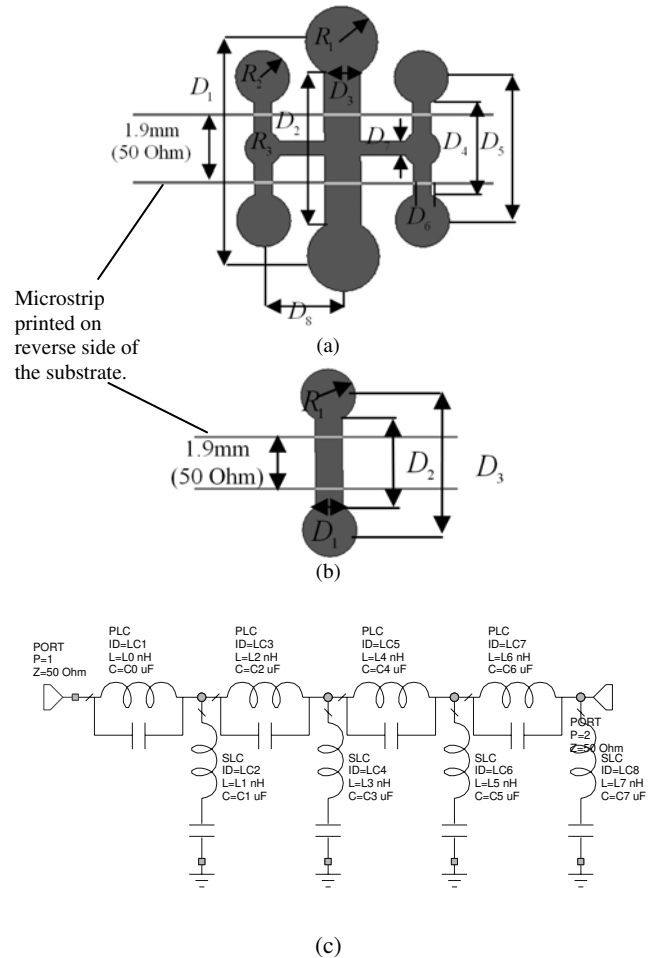 R₁
R₂
D₁
D₃
D₂
1.9mm
(50 Ohm)
R₃
D₇
D₄
D₅
D₆
D₈
(a)
Microstrip
printed on
reverse side of
the substrate.
R₁
1.9mm
(50 Ohm)
D₂
D₃
D₁
(b)
PORT
P=1
Z=50 Ohm
PLC
ID=LC1
L=L0 nH
C=C0 uF
PLC
ID=LC3
L=L2 nH
C=C2 uF
PLC
ID=LC5
L=L4 nH
C=C4 uF
PLC
ID=LC7
L=L6 nH
C=C6 uF
SLC
ID=LC2
L=L1 nH
C=C1 uF
SLC
ID=LC4
L=L3 nH
C=C3 uF
SLC
ID=LC6
L=L5 nH
C=C5 uF
PORT
P=2
Z=50 Ohm
SLC
ID=LC8
L=L7 nH
C=C7 uF
(c)